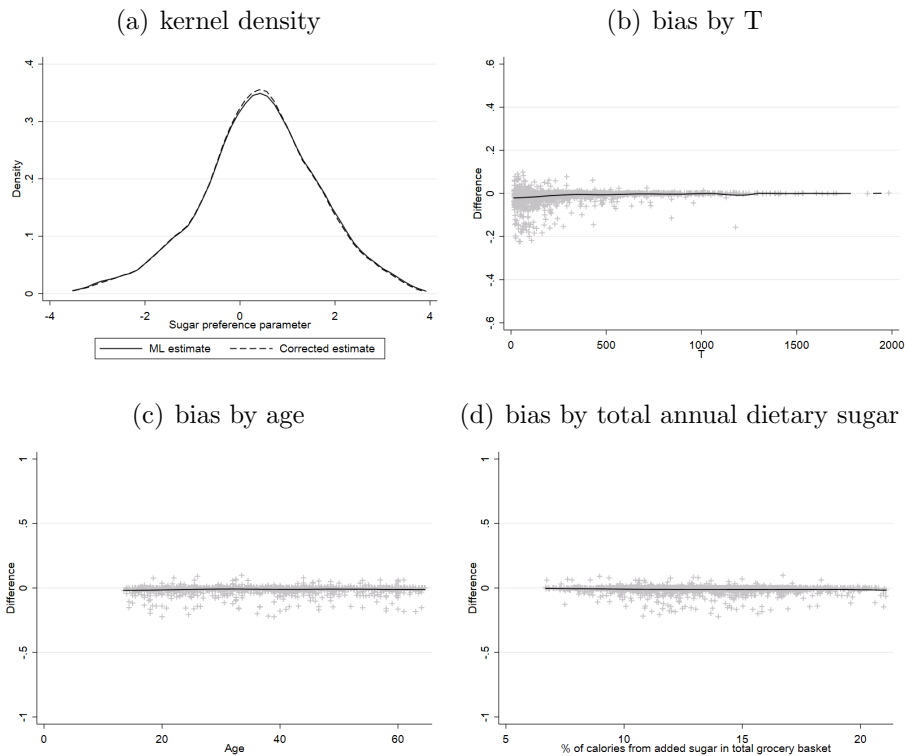 (a) kernel density
.4
.3
.2
.1
0
Density
-4
-2
0
2
4
Sugar preference parameter
ML estimate
Corrected estimate
(b) bias by T
.6
.4
.2
0
-.2
-.4
-.6
Difference
0
500
1000
1500
2000
T
(c) bias by age
1
.5
0
-.5
-1
Difference
0
20
40
60
Age
(d) bias by total annual dietary sugar
1
.5
0
-.5
-1
Difference
5
10
15
20
% of calories from added sugar in total grocery basket